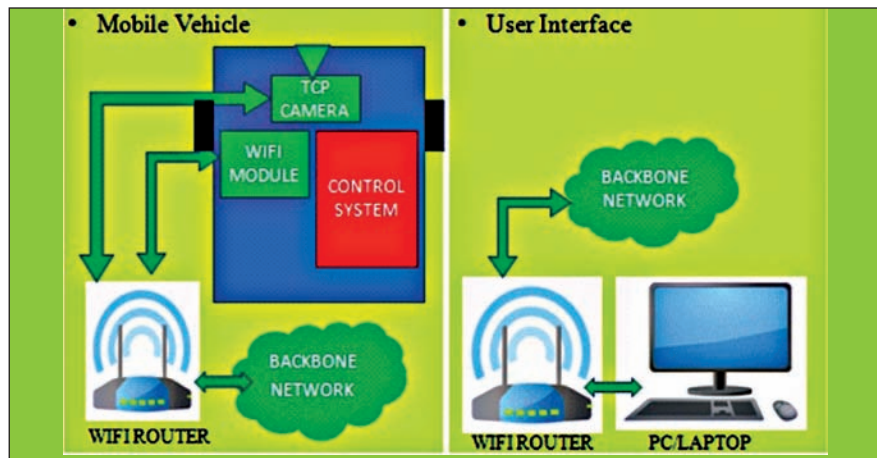 • Mobile Vehicle
TCP
CAMERA
WIFI
MODULE
CONTROL
SYSTEM
BACKBONE
NETWORK
WIFI ROUTER
• User Interface
BACKBONE
NETWORK
WIFI ROUTER
PC/LAPTOP